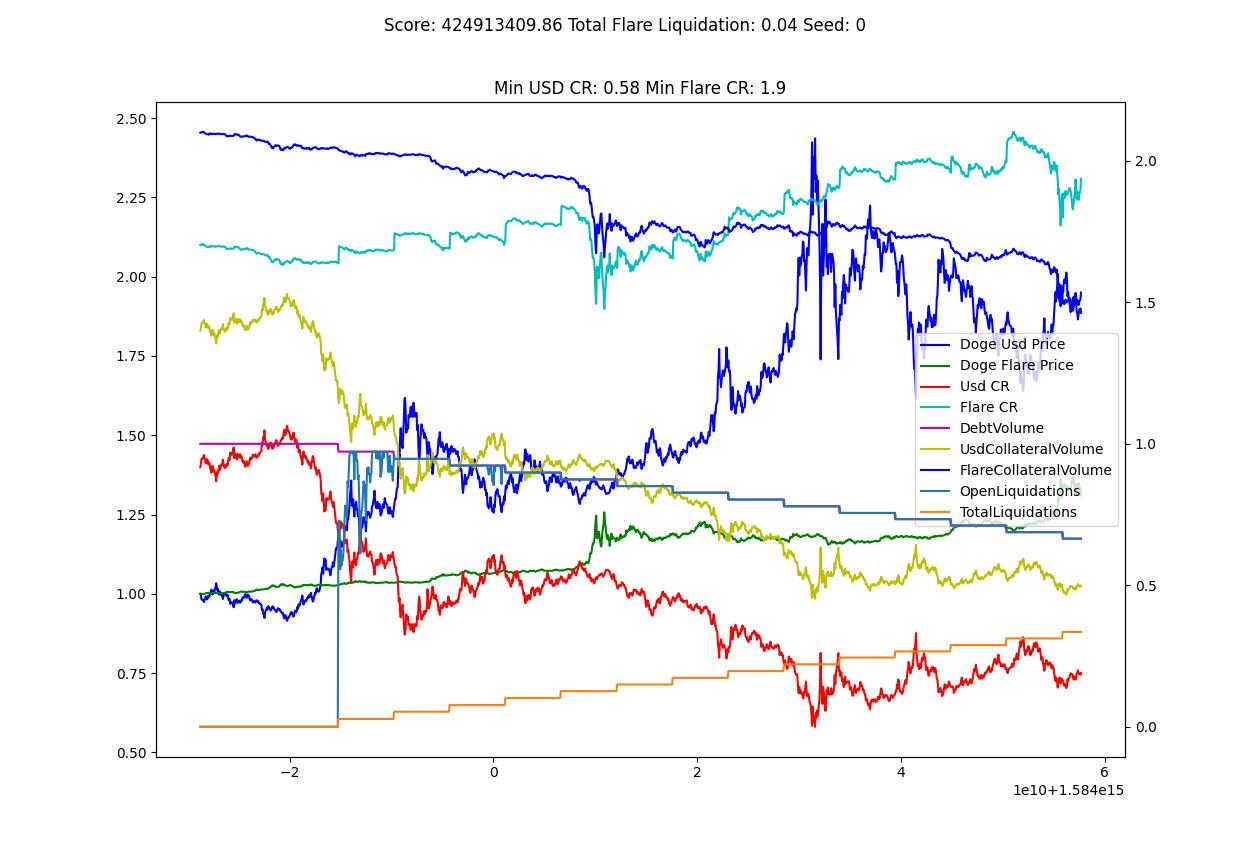 Score: 424913409.86 Total Flare Liquidation: 0.04 Seed: 0
Min USD CR: 0.58 Min Flare CR: 1.9
2.50
2.25
2.00
1.75
1.50
1.25
1.00
0.75
0.50
2.0
1.5
1.0
0.5
0.0
Doge Usd Price
Doge Flare Price
Usd CR
Flare CR
DebtVolume
UsdCollateralVolume
FlareCollateralVolume
OpenLiquidations
TotalLiquidations
−2 0 2 4 6
1e10+1.584e15